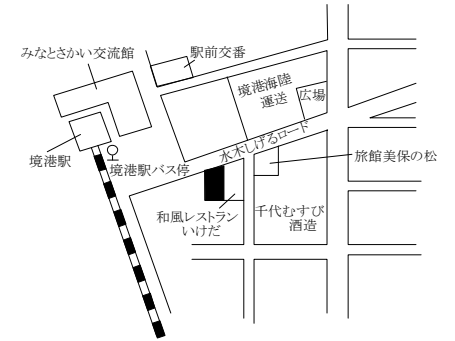 みなとさかい交流館
駅前交番
境港海陸
運送
広場
水木しげるロード
境港駅
境港駅バス停
旅館美保の松
和風レストラン
いけだ
千代むすび
酒造